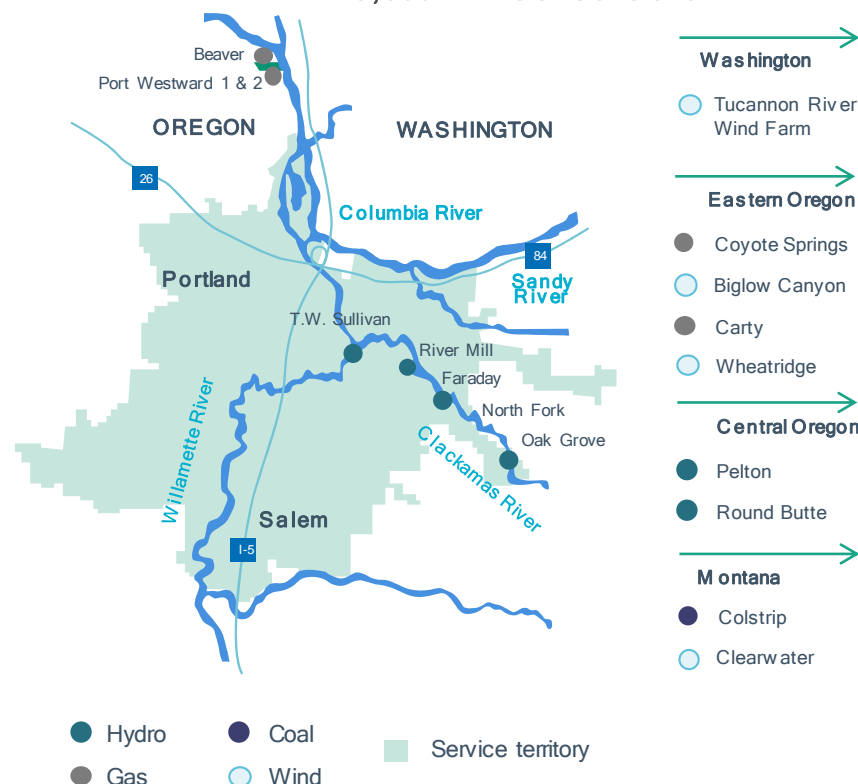 Beaver
Port Westward 1 & 2
OREGON
WASHINGTON
26
Columbia River
84
Sandy
River
Portland
T.W. Sullivan
River Mill
Faraday
North Fork
Oak Grove
Willamette River
Clackamas River
Salem
I-5
Washington
Tucannon River
Wind Farm
Eastern Oregon
Coyote Springs
Biglow Canyon
Carty
Wheatridge
Central Oregon
Pelton
Round Butte
Montana
Colstrip
Clearwater
Hydro
Coal
Service territory
Gas
Wind